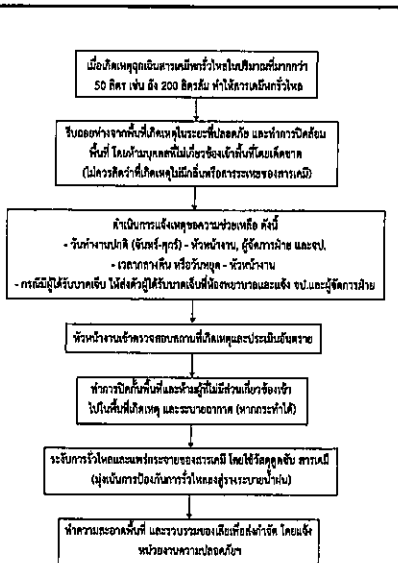 เมื่อเกิดเหตุฉุกเฉินสารเคมีหกรั่วไหลในปริมาณที่มากกว่า
50 ลิตร เช่น ถัง 200 ลิตรล้ม ทำให้สารเคมีหกรั่วไหล
รีบถอยห่างจากพื้นที่เกิดเหตุในระยะที่ปลอดภัย และทำการปิดล้อม
พื้นที่ โดยห้ามบุคคลที่ไม่เกี่ยวข้องเข้าพื้นที่โดยเด็ดขาด
(ไม่ควรคิดว่าที่เกิดเหตุไม่มีกลิ่นหรือสารระเหยของสารเคมี)
ดำเนินการแจ้งเหตุขอความช่วยเหลือ ดังนี้
- วันทำงานปกติ (จันทร์-ศุกร์) - หัวหน้างาน, ผู้จัดการฝ่าย และจป.
- เวลากลางคืน หรือวันหยุด - หัวหน้างาน
- กรณีมีผู้ได้รับบาดเจ็บ ให้ส่งตัวผู้ได้รับบาดเจ็บที่ห้องพยาบาลและแจ้ง จป.และผู้จัดการฝ่าย
หัวหน้างานเข้าตรวจสอบสถานที่เกิดเหตุและประเมินอันตราย
ทำการปิดกั้นพื้นที่และห้ามผู้ที่ไม่มีส่วนเกี่ยวข้องเข้า
ไปในพื้นที่เกิดเหตุ และระบายอากาศ (หากกระทำได้)
ระงับการรั่วไหลและแพร่กระจายของสารเคมี โดยใช้วัสดุดูดซับ สารเคมี
(มุ่งเน้นการป้องกันการรั่วไหลลงสู่รางระบายน้ำฝน)
ทำความสะอาดพื้นที่ และรวบรวมของเสียเพื่อส่งกำจัด โดยแจ้ง
หน่วยงานความปลอดภัยฯ